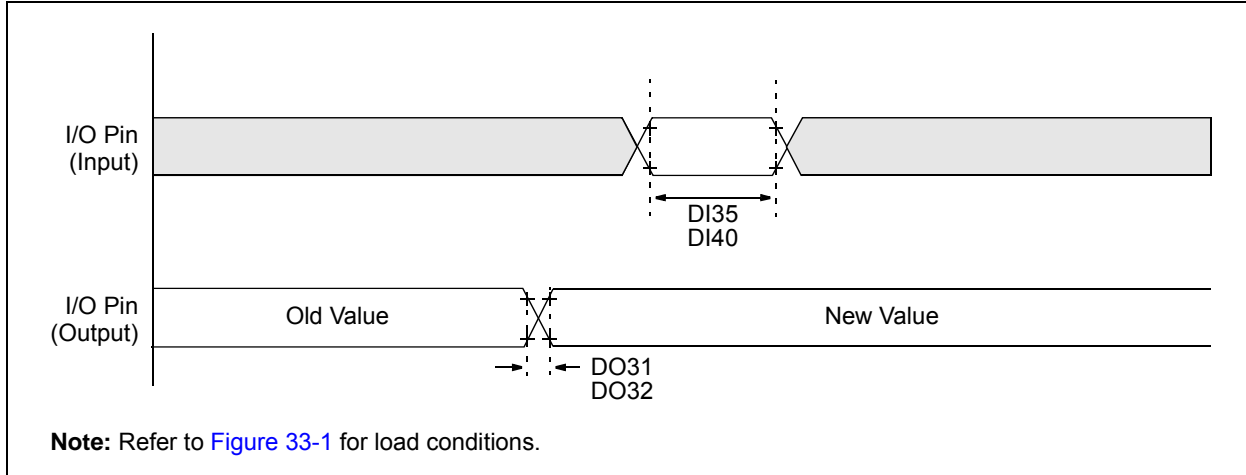 I/O Pin
(Input)
DI35
DI40
I/O Pin
(Output)
Old Value
New Value
DO31
DO32
Note: Refer to Figure 33-1 for load conditions.